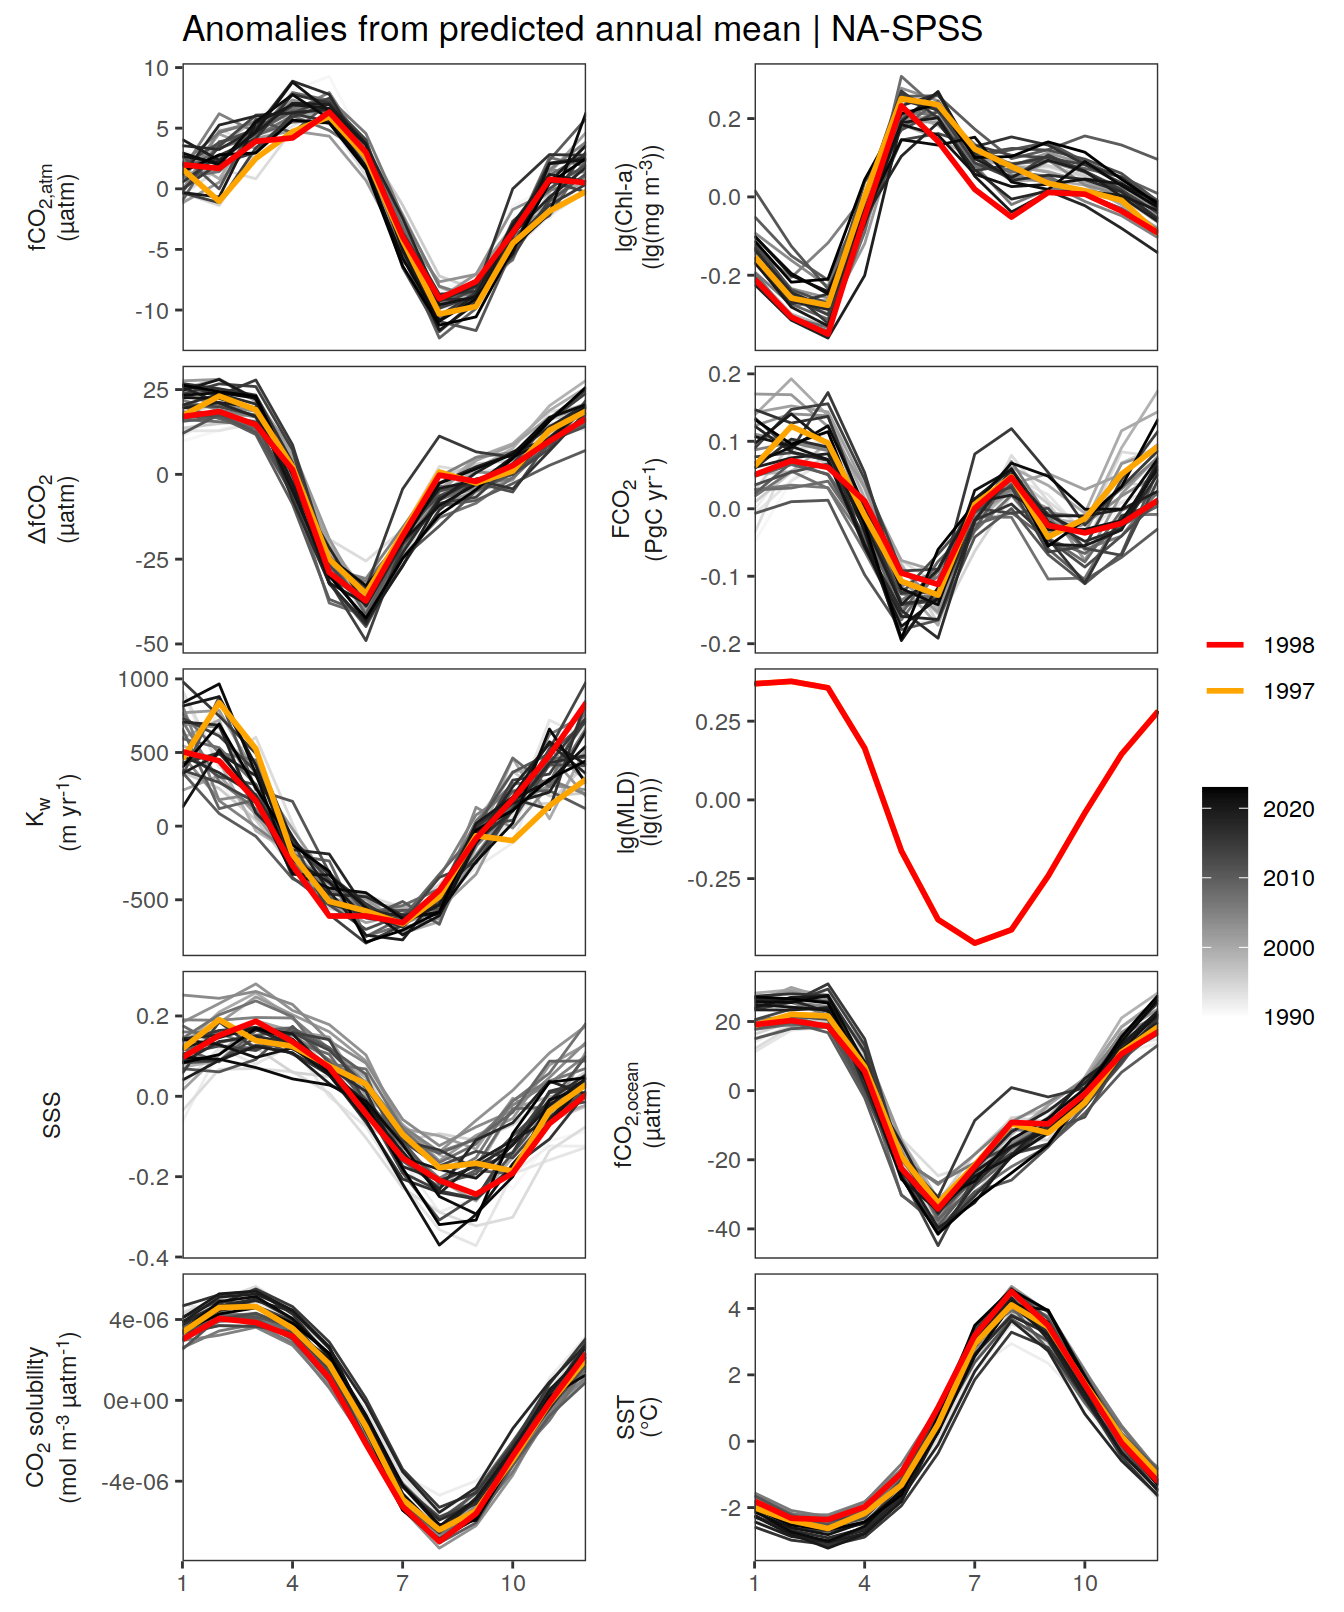 Anomalies from predicted annual mean | NA-SPSS
fCO2,atm
(µatm)
10
5
0
-5
-10
lg(Chl-a)
(lg(mg m-3))
0.2
0.0
-0.2
ΔfCO2
(µatm)
25
0
-25
-50
FCO2
(PgC yr-1)
0.2
0.1
0.0
-0.1
-0.2
Kw
(m yr-1)
1000
500
0
-500
lg(MLD)
(lg(m))
0.25
0.00
-0.25
SSS
0.2
0.0
-0.2
-0.4
fCO2,ocean
(µatm)
20
0
-20
-40
CO2 solubility
(mol m-3 µatm-1)
4e-06
0e+00
-4e-06
1
4
7
10
SST
(°C)
4
2
0
-2
1
4
7
10
1998
1997
2020
2010
2000
1990